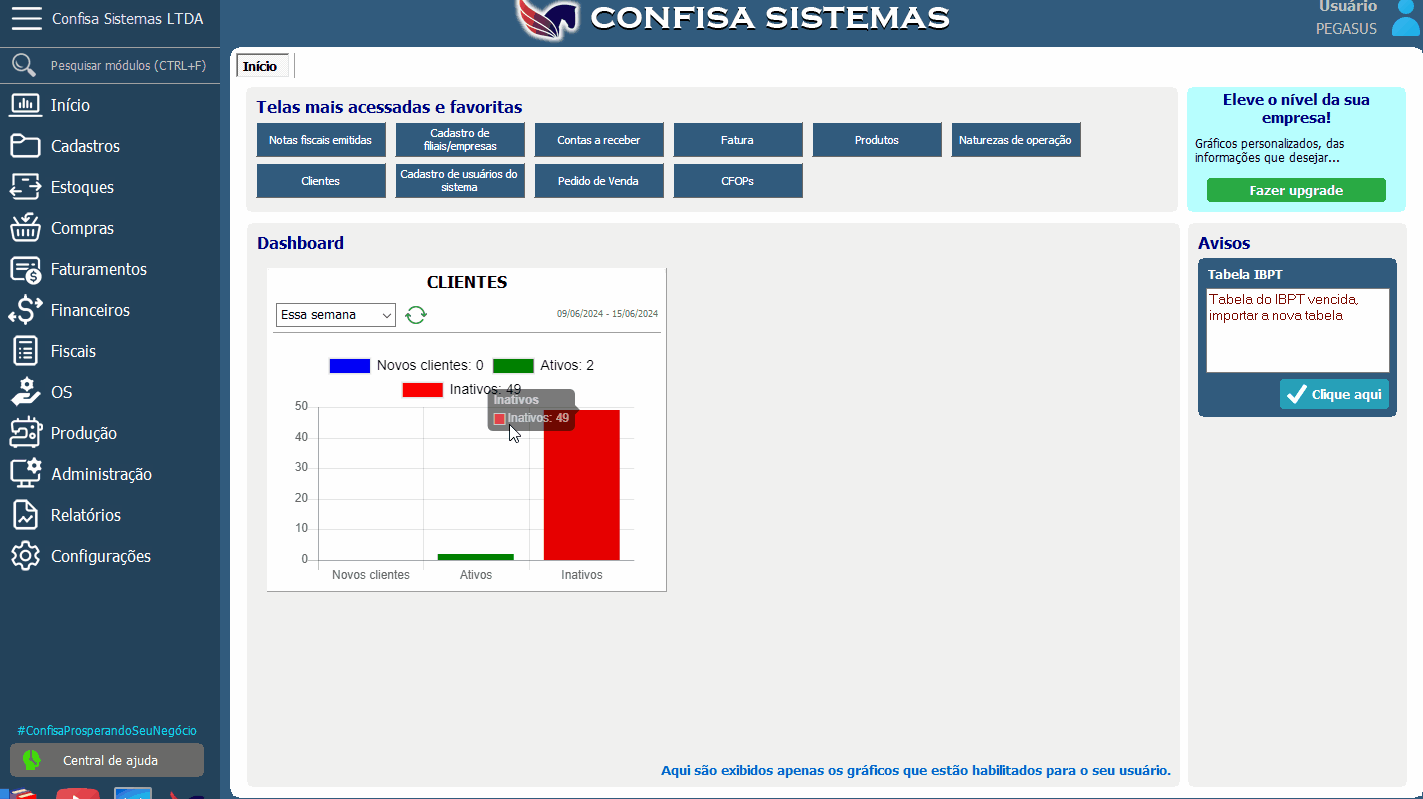 Confisa Sistemas LTDA
CONFISA SISTEMAS
Usuário
PEGASUS
Pesquisar módulos (CTRL+F)
Início
Cadastros
Estoques
Compras
Faturamentos
Financeiros
Fiscais
OS
Produção
Administração
Relatórios
Configurações
#ConfisaProsperandoSeuNegócio
Central de ajuda
Início
Telas mais acessadas e favoritas
Notas fiscais emitidas
Cadastro de
filiais/empresas
Contas a receber
Fatura
Produtos
Naturezas de operação
Clientes
Cadastro de usuários do
sistema
Pedido de Venda
CFOPs
Eleve o nível da sua
empresa!
Gráficos personalizados, das
informações que desejar...
Fazer upgrade
Dashboard
CLIENTES
Essa semana
09/06/2024 - 15/06/2024
Novos clientes: 0
Ativos: 2
Inativos: 49
Inativos
Inativos: 49
50
40
30
20
10
0
Novos clientes
Ativos
Inativos
Aqui são exibidos apenas os gráficos que estão habilitados para o seu usuário.
Avisos
Tabela IBPT
Tabela do IBPT vencida,
importar a nova tabela
Clique aqui